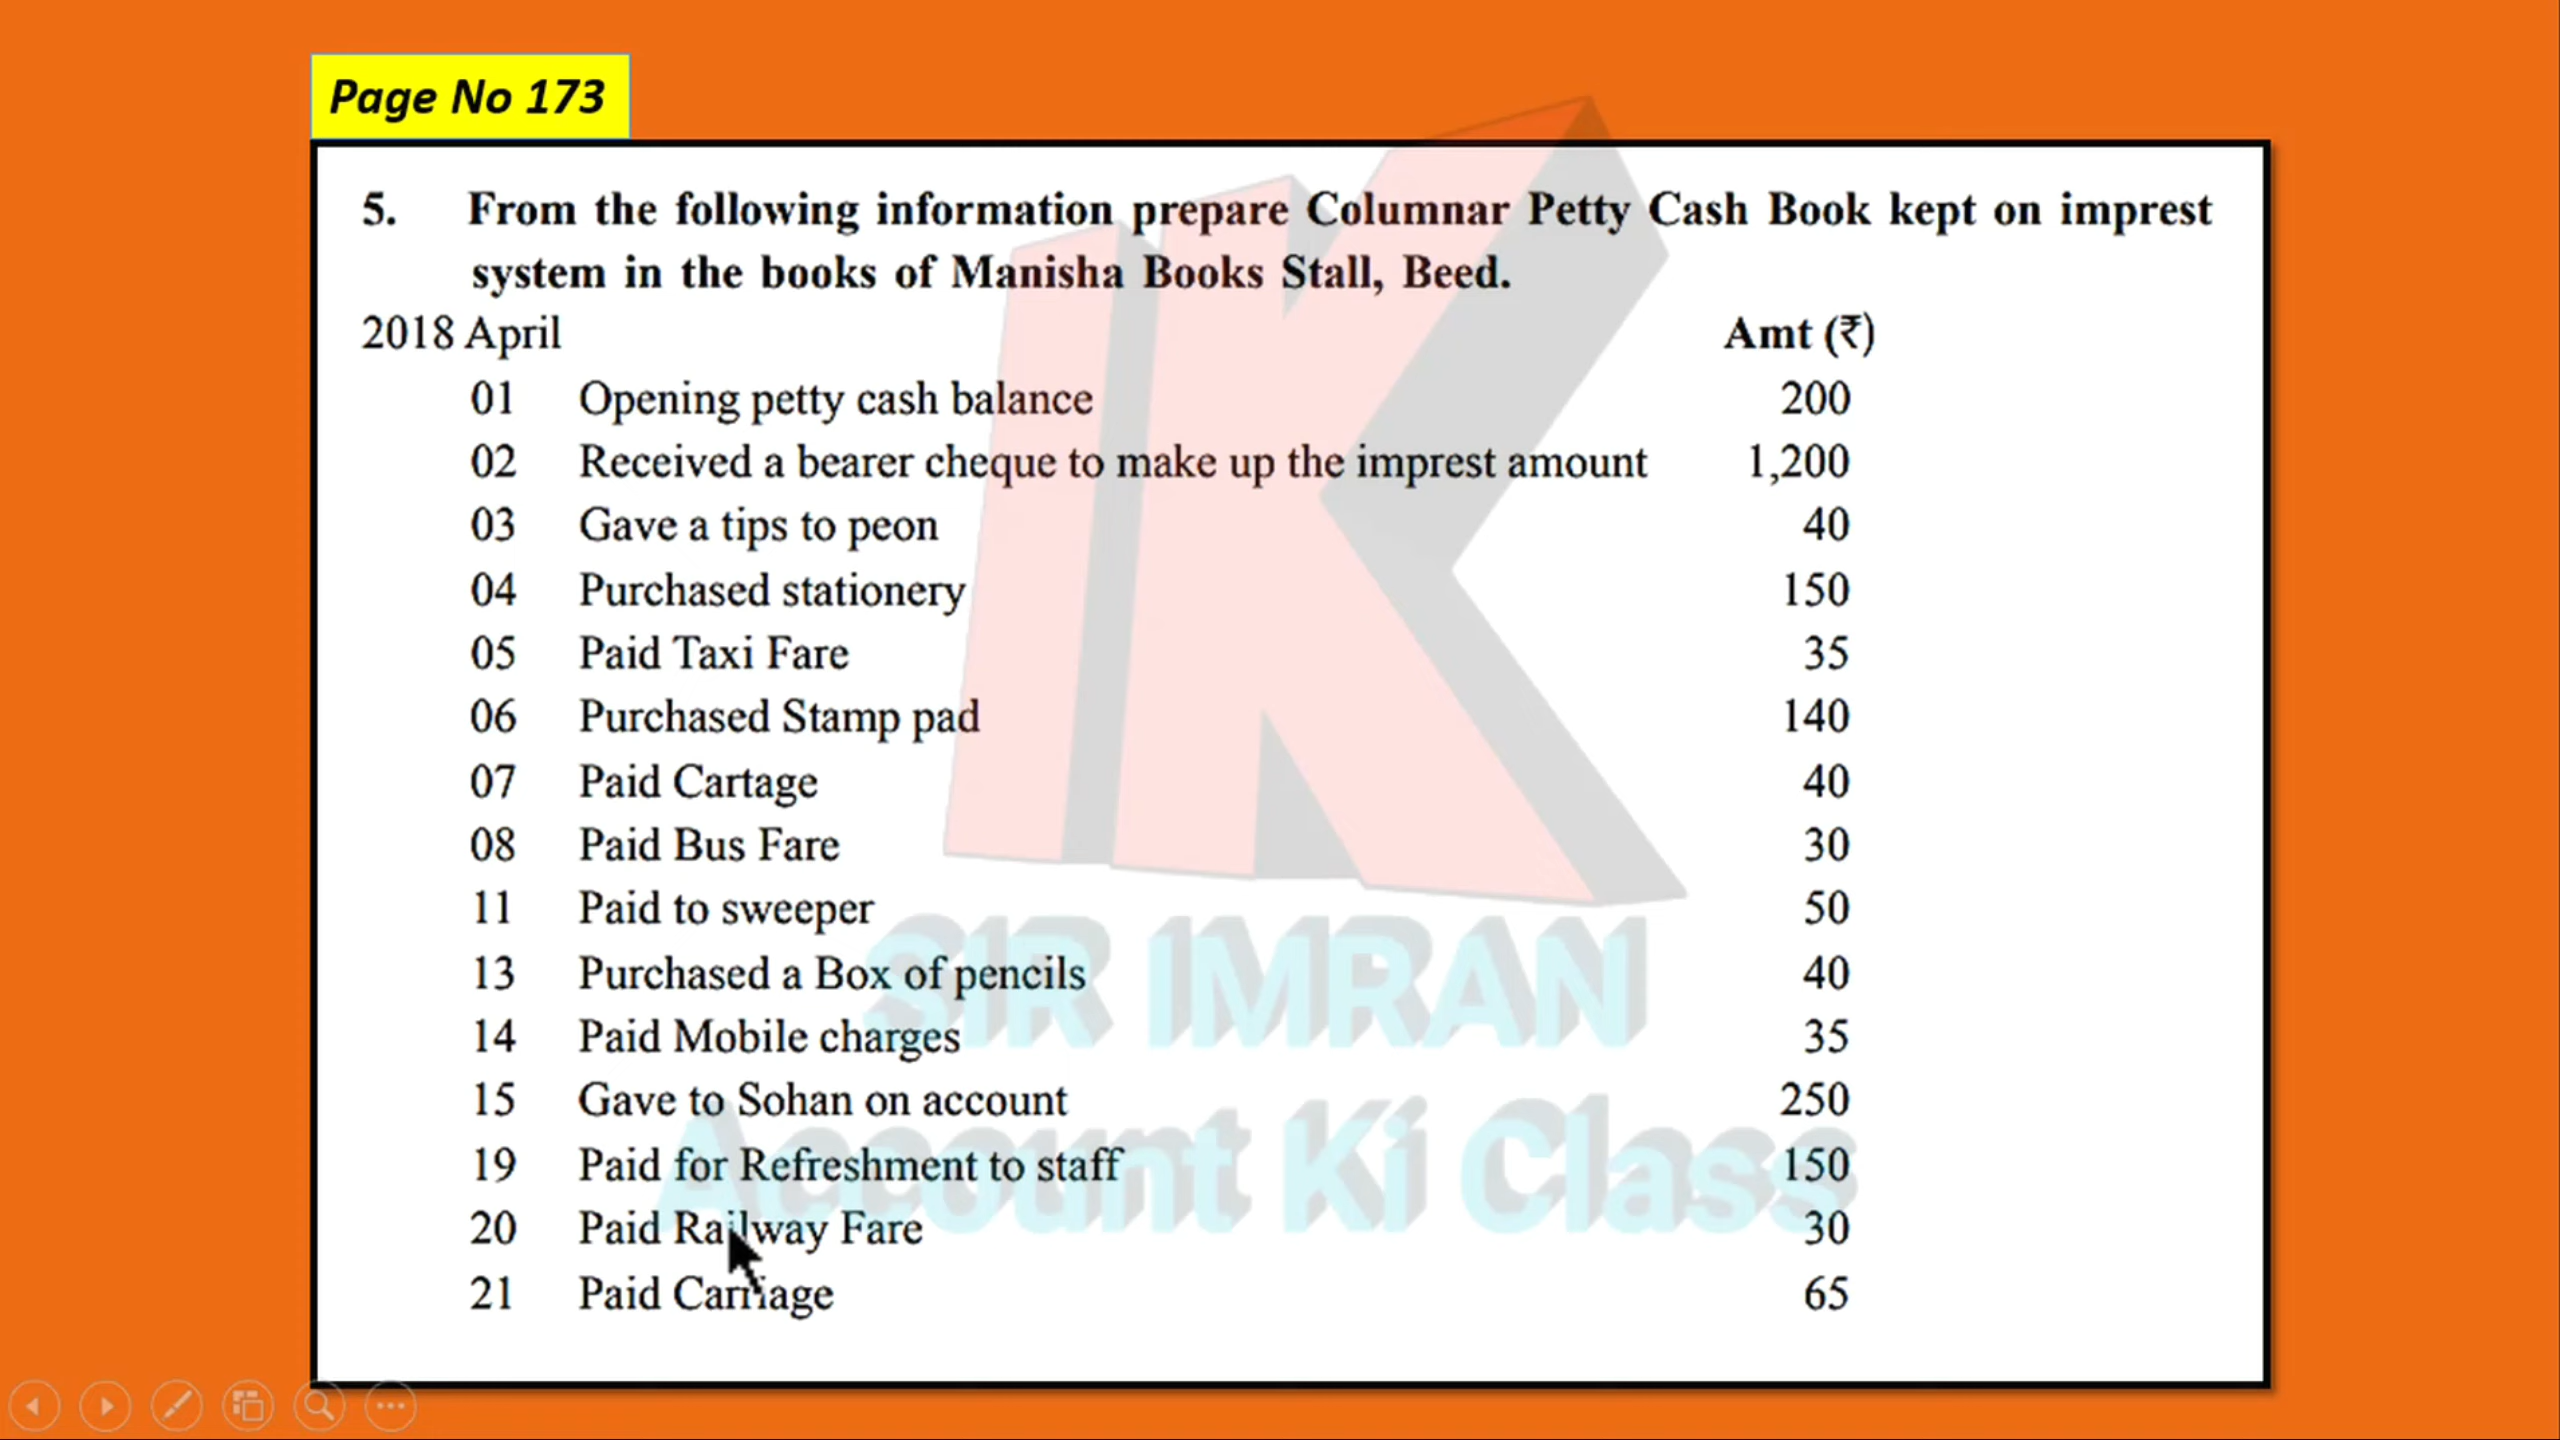 Page No 173
5. From the following information prepare Columnar Petty Cash Book kept on imprest
system in the books of Manisha Books Stall, Beed.
2018 April Amt (₹)
01 Opening petty cash balance 200
02 Received a bearer cheque to make up the imprest amount 1,200
03 Gave a tips to peon 40
04 Purchased stationery 150
05 Paid Taxi Fare 35
06 Purchased Stamp pad 140
07 Paid Cartage 40
08 Paid Bus Fare 30
11 Paid to sweeper 50
13 Purchased a Box of pencils 40
14 Paid Mobile charges 35
15 Gave to Sohan on account 250
19 Paid for Refreshment to staff 150
20 Paid Railway Fare 30
21 Paid Carriage 65
IK
SIR IMRAN
Account Ki Class